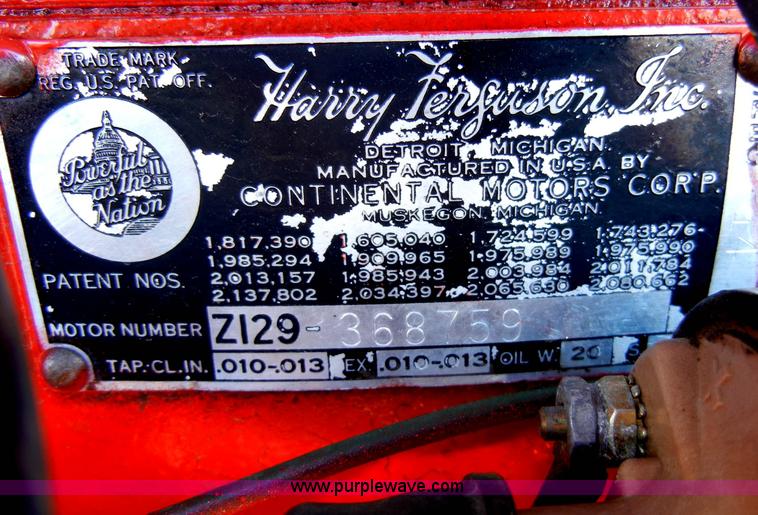 TRADE MARK
REG. U.S. PAT. OFF.
Harry Ferguson, Inc.
DETROIT, MICHIGAN
MANUFACTURED IN U.S.A BY
CONTINENTAL MOTORS CORP.
MUSKEGON, MICHIGAN.
Powerful
as the
Nation
PATENT NOS.
1,817,390 1,605,040 1,724,599 1,743,276
1,985,294 1,909,965 1,975,989 1,975,990
2,013,157 1,985,943 2,003,984 2,011,784
2,137,802 2,034,397 2,065,650 2,080,662
MOTOR NUMBER Z129-368759
TAP. CL. IN. .010-.013 EX. .010-.013 OIL W. 20 S
www.purplewave.com